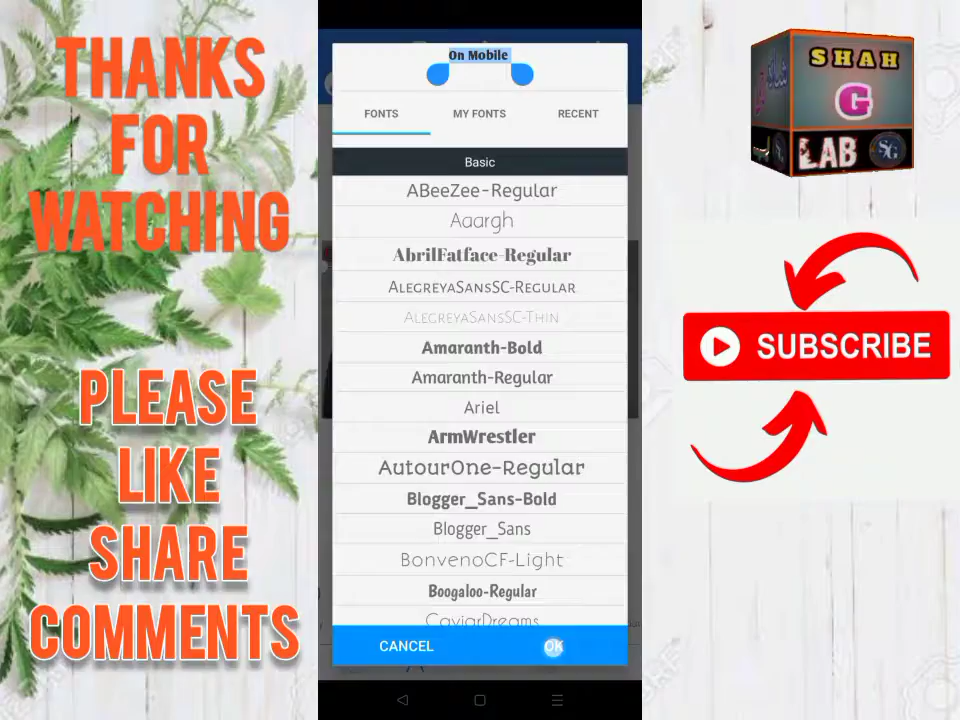 THANKS
FOR
WATCHING
PLEASE
LIKE
SHARE
COMMENTS
On Mobile
FONTS
MY FONTS
RECENT
Basic
ABeeZee-Regular
Aaargh
AbrilFatface-Regular
AlegreyaSansSC-Regular
AlegreyaSansSC-Thin
Amaranth-Bold
Amaranth-Regular
Ariel
ArmWrestler
AutourOne-Regular
Blogger_Sans-Bold
Blogger_Sans
BonvenoCF-Light
Boogaloo-Regular
CaviarDreams
CANCEL
OK
SHAH
G
LAB
SG
SUBSCRIBE